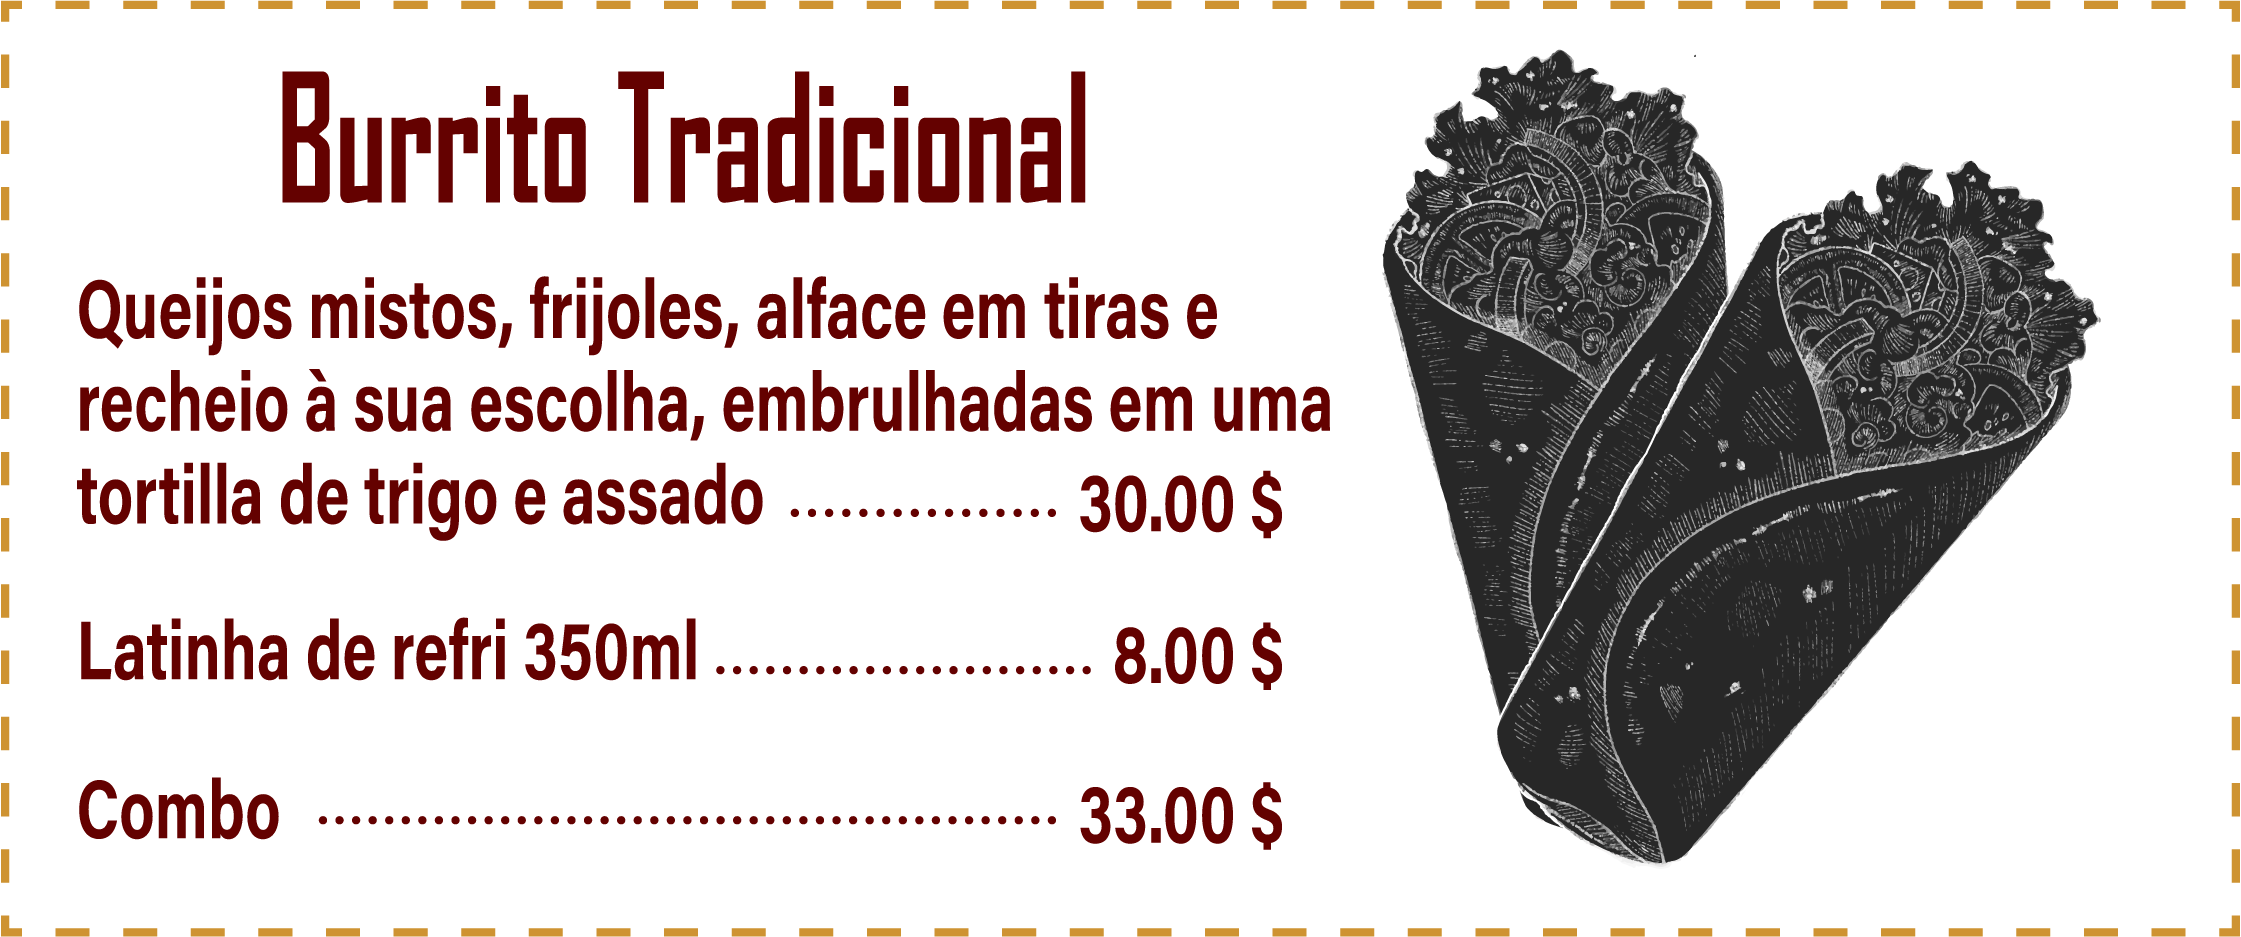 Burrito Tradicional
Queijos mistos, frijoles, alface em tiras e
recheio à sua escolha, embrulhadas em uma
tortilla de trigo e assado ................ 30.00 $
Latinha de refri 350ml ....................... 8.00 $
Combo ............................................. 33.00 $